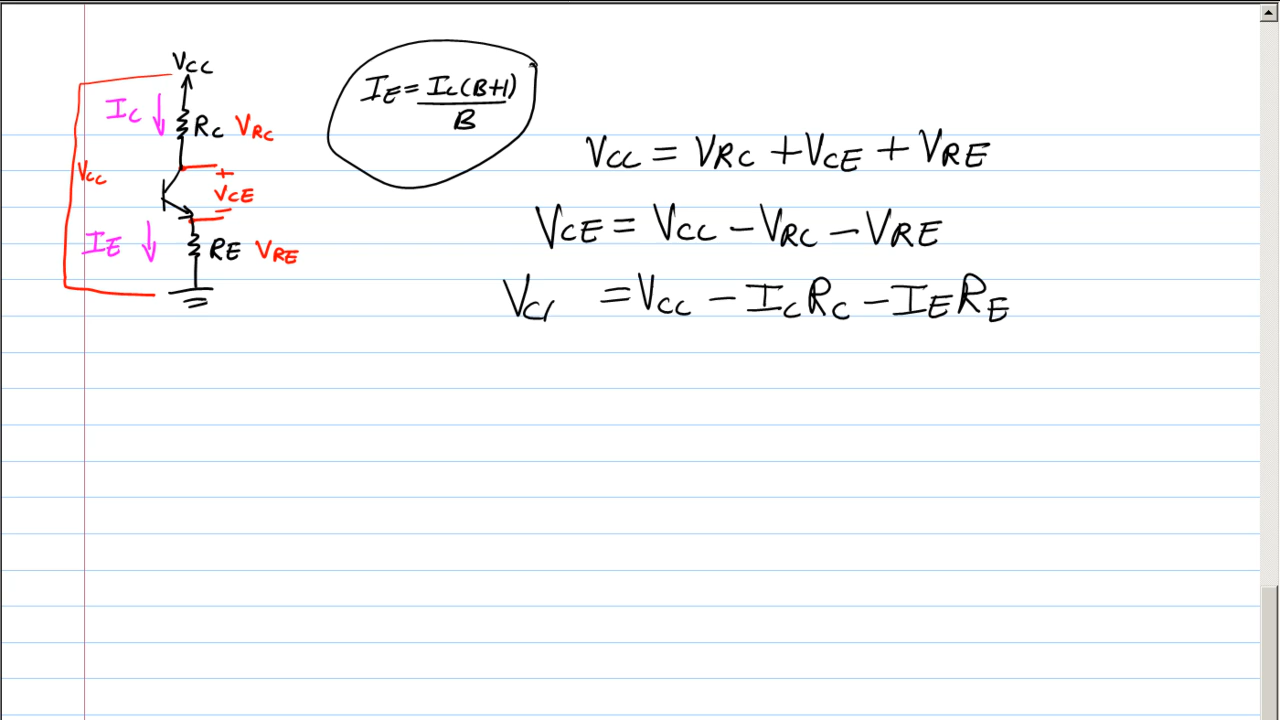 VCC
IC ↓ RC VRC
VCC
+
VCE
−
IE ↓ RE VRE
IE = IC(B+1)
B
VCC = VRC + VCE + VRE
VCE = VCC − VRC − VRE
= VCC − ICRC − IERE